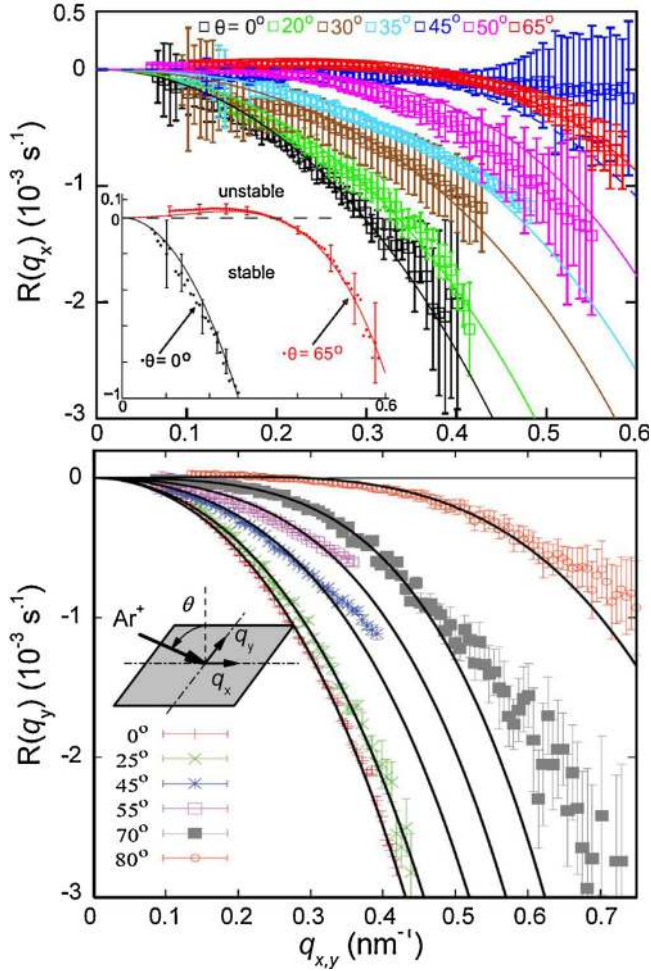 θ= 0° 20° 30° 35° 45° 50° 65°
0
-1
-2
-3
R(qx) (10⁻³ s⁻¹)
0.1
0
-1
unstable
stable
·θ= 0°
·θ= 65°
0
0.6
0 0.1 0.2 0.3 0.4 0.5 0.6
0
-1
-2
-3
R(qy) (10⁻³ s⁻¹)
Ar⁺
θ
qy
qx
0°
25°
45°
55°
70°
80°
0 0.1 0.2 0.3 0.4 0.5 0.6 0.7
qx,y (nm⁻¹)